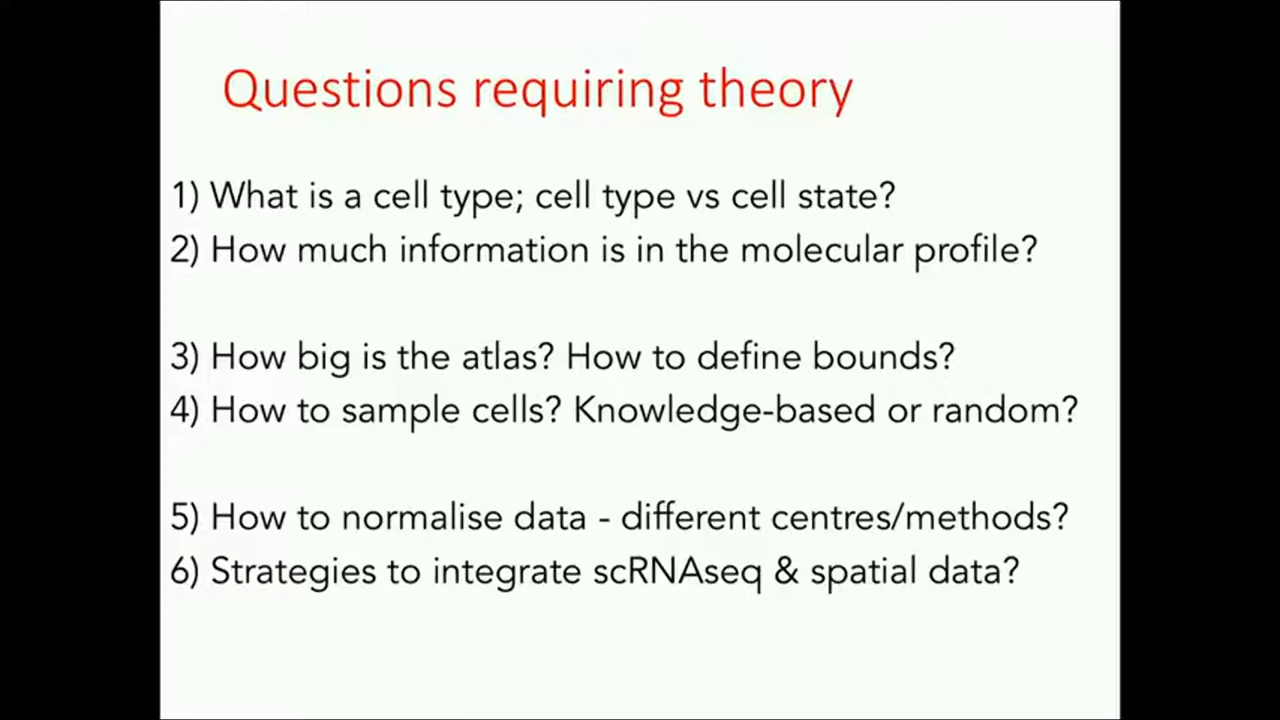 Questions requiring theory
1) What is a cell type; cell type vs cell state?
2) How much information is in the molecular profile?
3) How big is the atlas? How to define bounds?
4) How to sample cells? Knowledge-based or random?
5) How to normalise data - different centres/methods?
6) Strategies to integrate scRNAseq & spatial data?